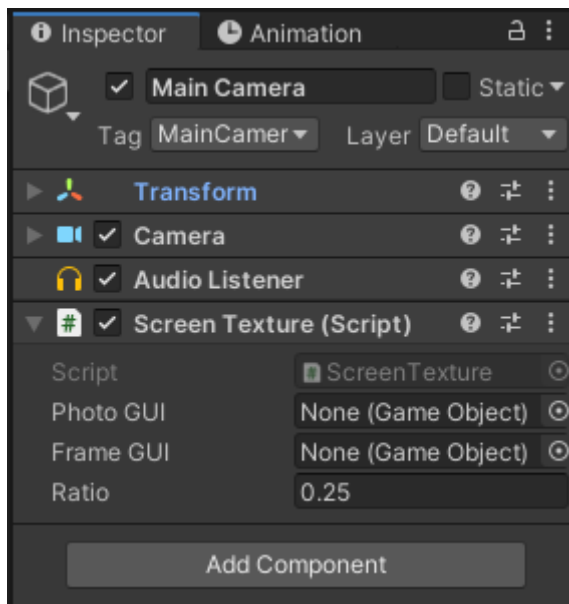 Inspector Animation
Main Camera Static
Tag MainCamer Layer Default
Transform
Camera
Audio Listener
# Screen Texture (Script)
Script # ScreenTexture
Photo GUI None (Game Object)
Frame GUI None (Game Object)
Ratio 0.25
Add Component